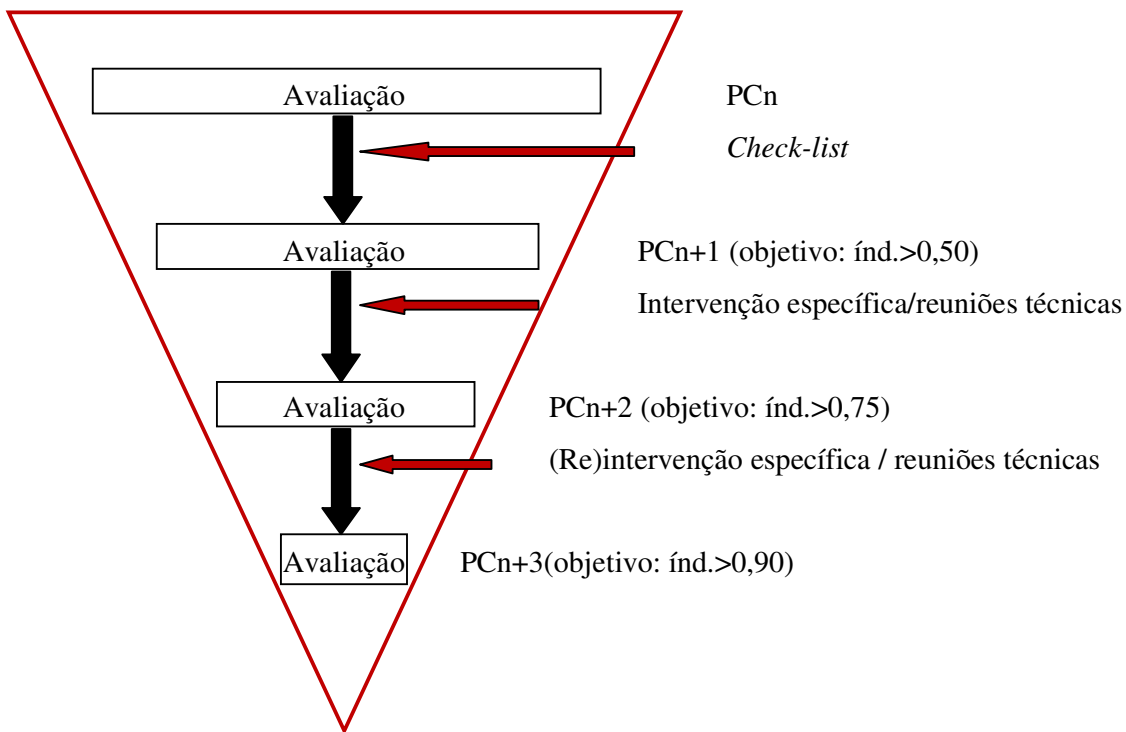 Avaliação
PCn
Check-list
Avaliação
PCn+1 (objetivo: índ.>0,50)
Intervenção específica/reuniões técnicas
Avaliação
PCn+2 (objetivo: índ.>0,75)
(Re)intervenção específica / reuniões técnicas
Avaliação
PCn+3(objetivo: índ.>0,90)